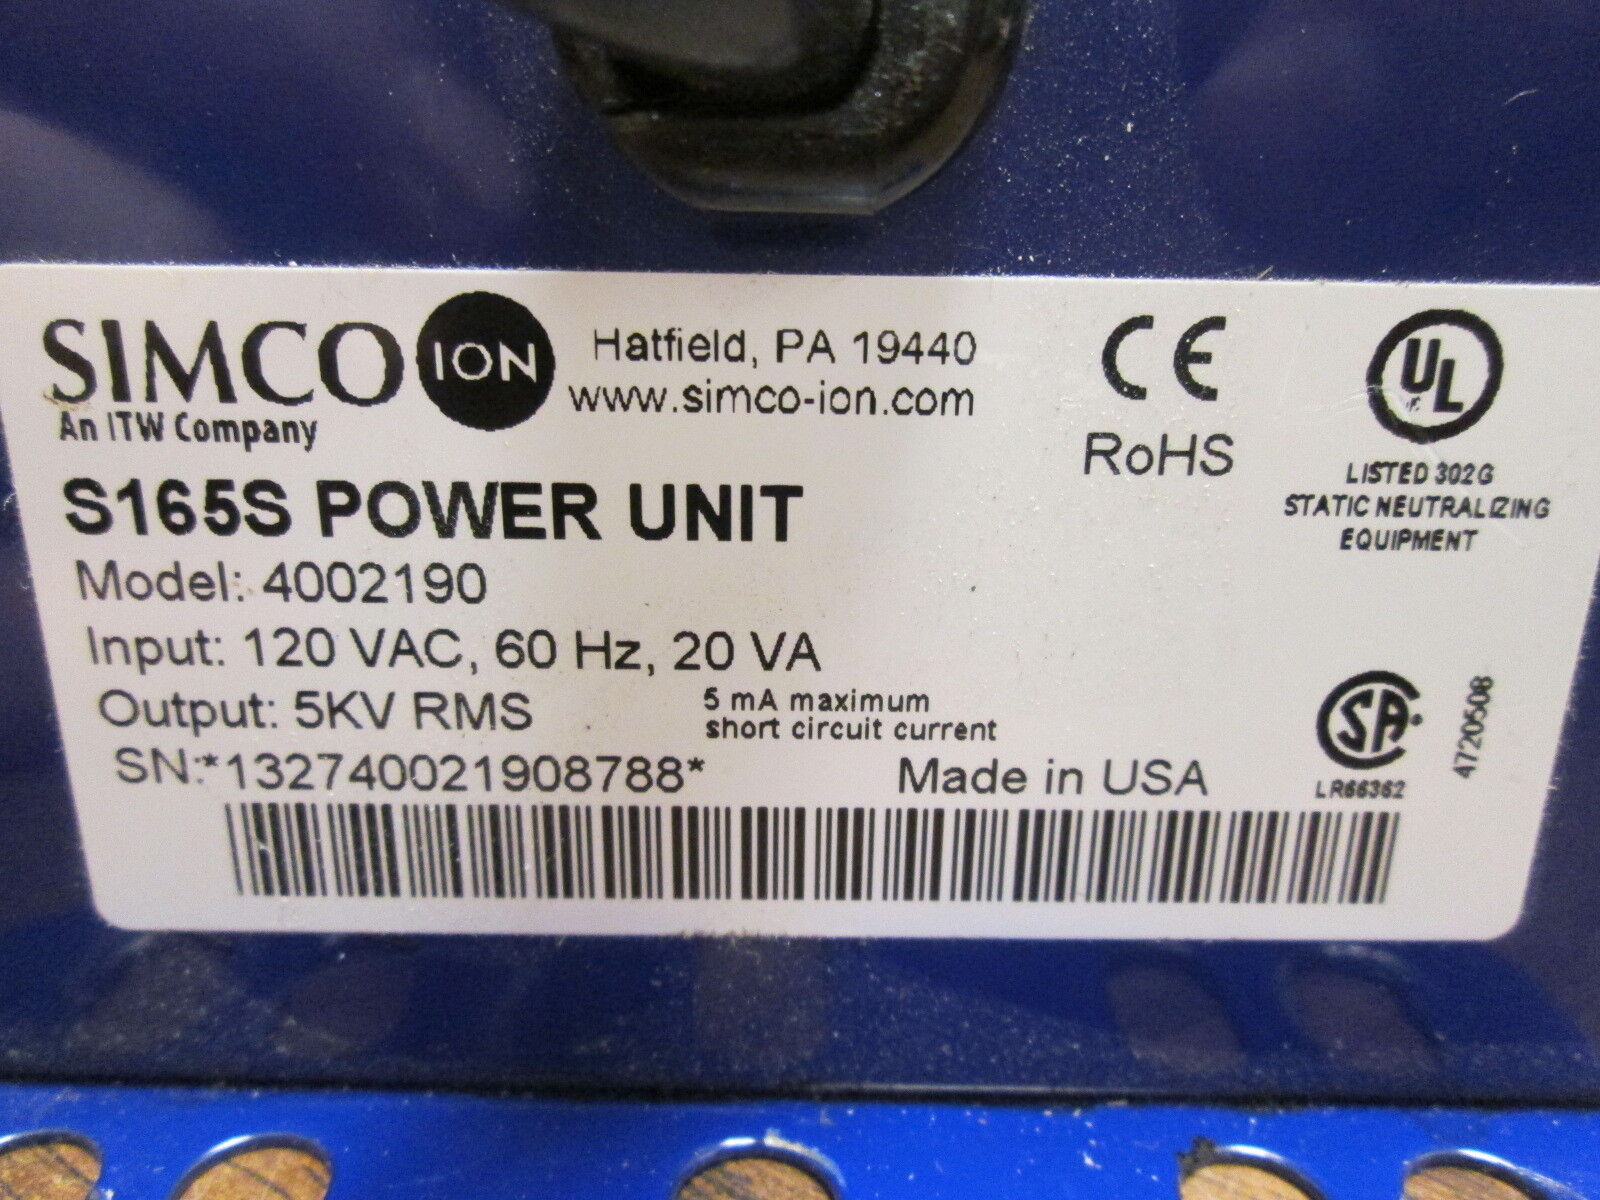 SIMCO ION
An ITW Company
Hatfield, PA 19440
www.simco-ion.com
CE
RoHS
UL
LISTED 302G
STATIC NEUTRALIZING
EQUIPMENT
S165S POWER UNIT
Model: 4002190
Input: 120 VAC, 60 Hz, 20 VA
Output: 5KV RMS
5 mA maximum
short circuit current
SN:*132740021908788*
Made in USA
SA
LR66362
4720508